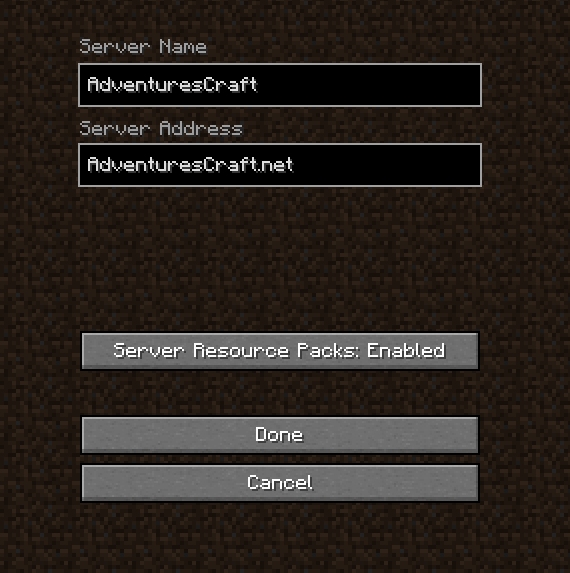 Server Name
AdventuresCraft
Server Address
AdventuresCraft.net
Server Resource Packs: Enabled
Done
Cancel